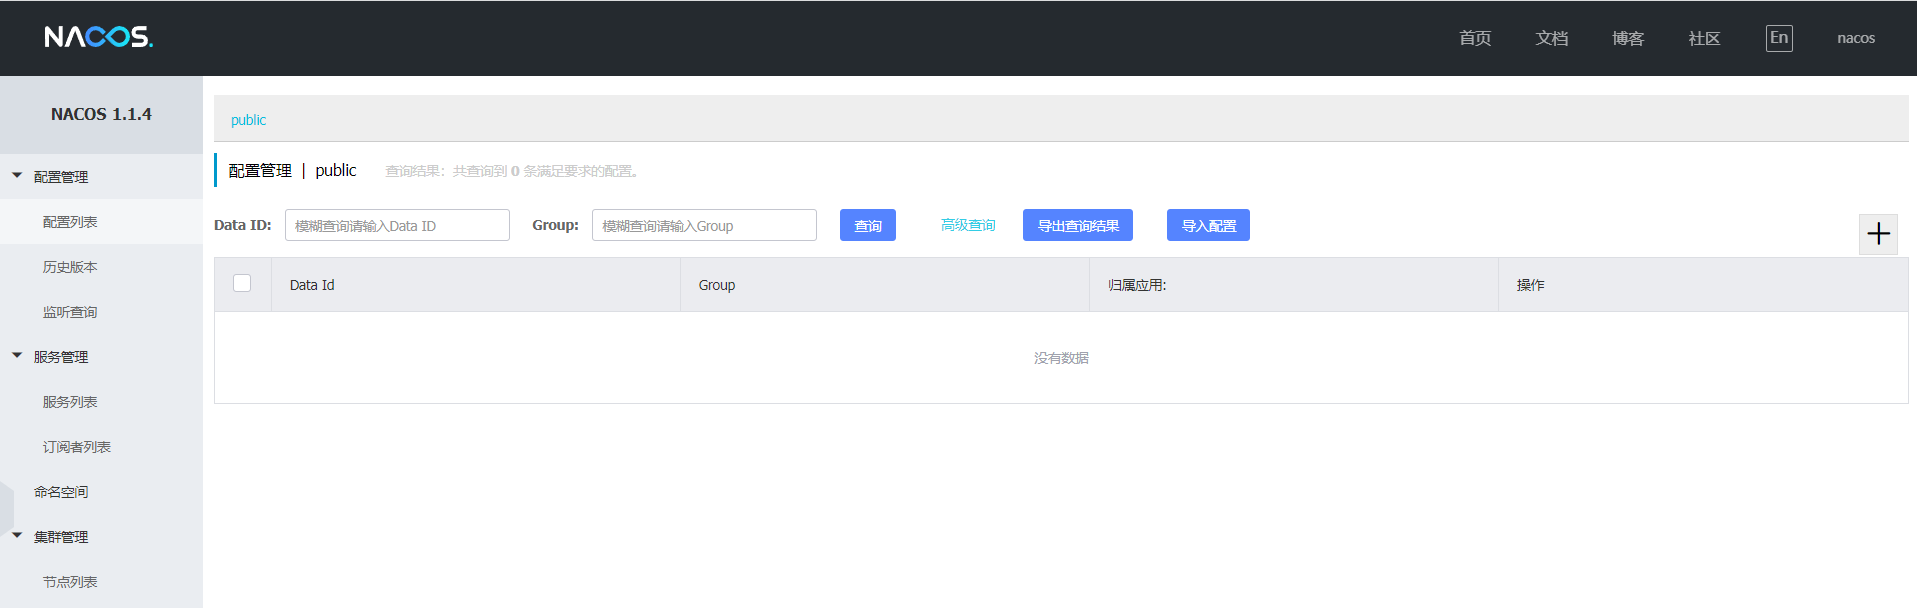 NACOS.
首页 文档 博客 社区 En nacos
NACOS 1.1.4
配置管理
配置列表
历史版本
监听查询
服务管理
服务列表
订阅者列表
命名空间
集群管理
节点列表
public
配置管理 | public 查询结果：共查询到 0 条满足要求的配置。
Data ID: 模糊查询请输入Data ID Group: 模糊查询请输入Group 查询 高级查询 导出查询结果 导入配置
Data Id Group 归属应用: 操作
没有数据